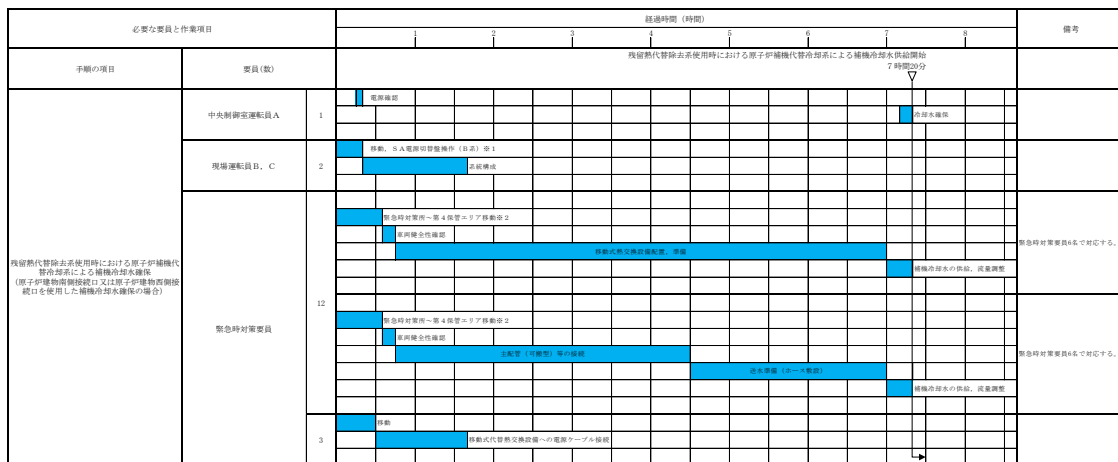 必要な要員と作業項目
経過時間（時間）
備考
1 2 3 4 5 6 7 8
手順の項目
要員(数)
残留熱代替除去系使用時における原子炉補機代替冷却系による補機冷却水供給開始
7時間20分
残留熱代替除去系使用時における原子炉補機代
替冷却系による補機冷却水確保
(原子炉建物南側接続口又は原子炉建物西側接
続口を使用した補機冷却水確保の場合)
中央制御室運転員A
1
電源確認
冷却水確保
現場運転員B，C
2
移動，SA電源切替盤操作（B系）※1
系統構成
緊急時対策要員
12
緊急時対策所～第4保管エリア移動※2
車両健全性確認
移動式熱交換設備配置，準備
補機冷却水の供給，流量調整
緊急時対策要員6名で対応する。
緊急時対策所～第4保管エリア移動※2
車両健全性確認
主配管（可搬型）等の接続
送水準備（ホース敷設）
補機冷却水の供給，流量調整
緊急時対策要員6名で対応する。
3
移動
移動式代替熱交換設備への電源ケーブル接続